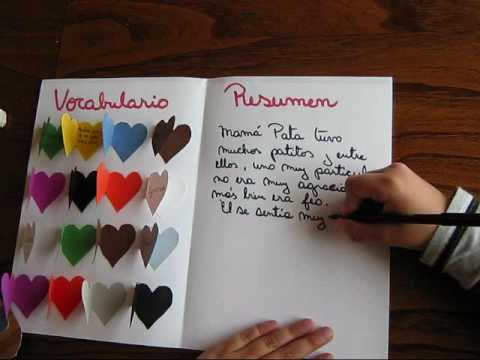 Vocabulario
Resumen
Mamá Pata tuvo
muchos patitos y entre
ellos, uno muy particul
no era muy agracia
más bien era feo.
Él se sentía muy